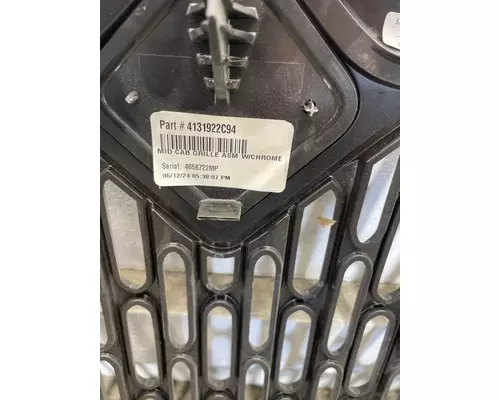 Part # 4131922C94
MID CAB GRILLE ASM W/CHROME
Serial: 4658722MP
06/12/24 05:38:07 PM